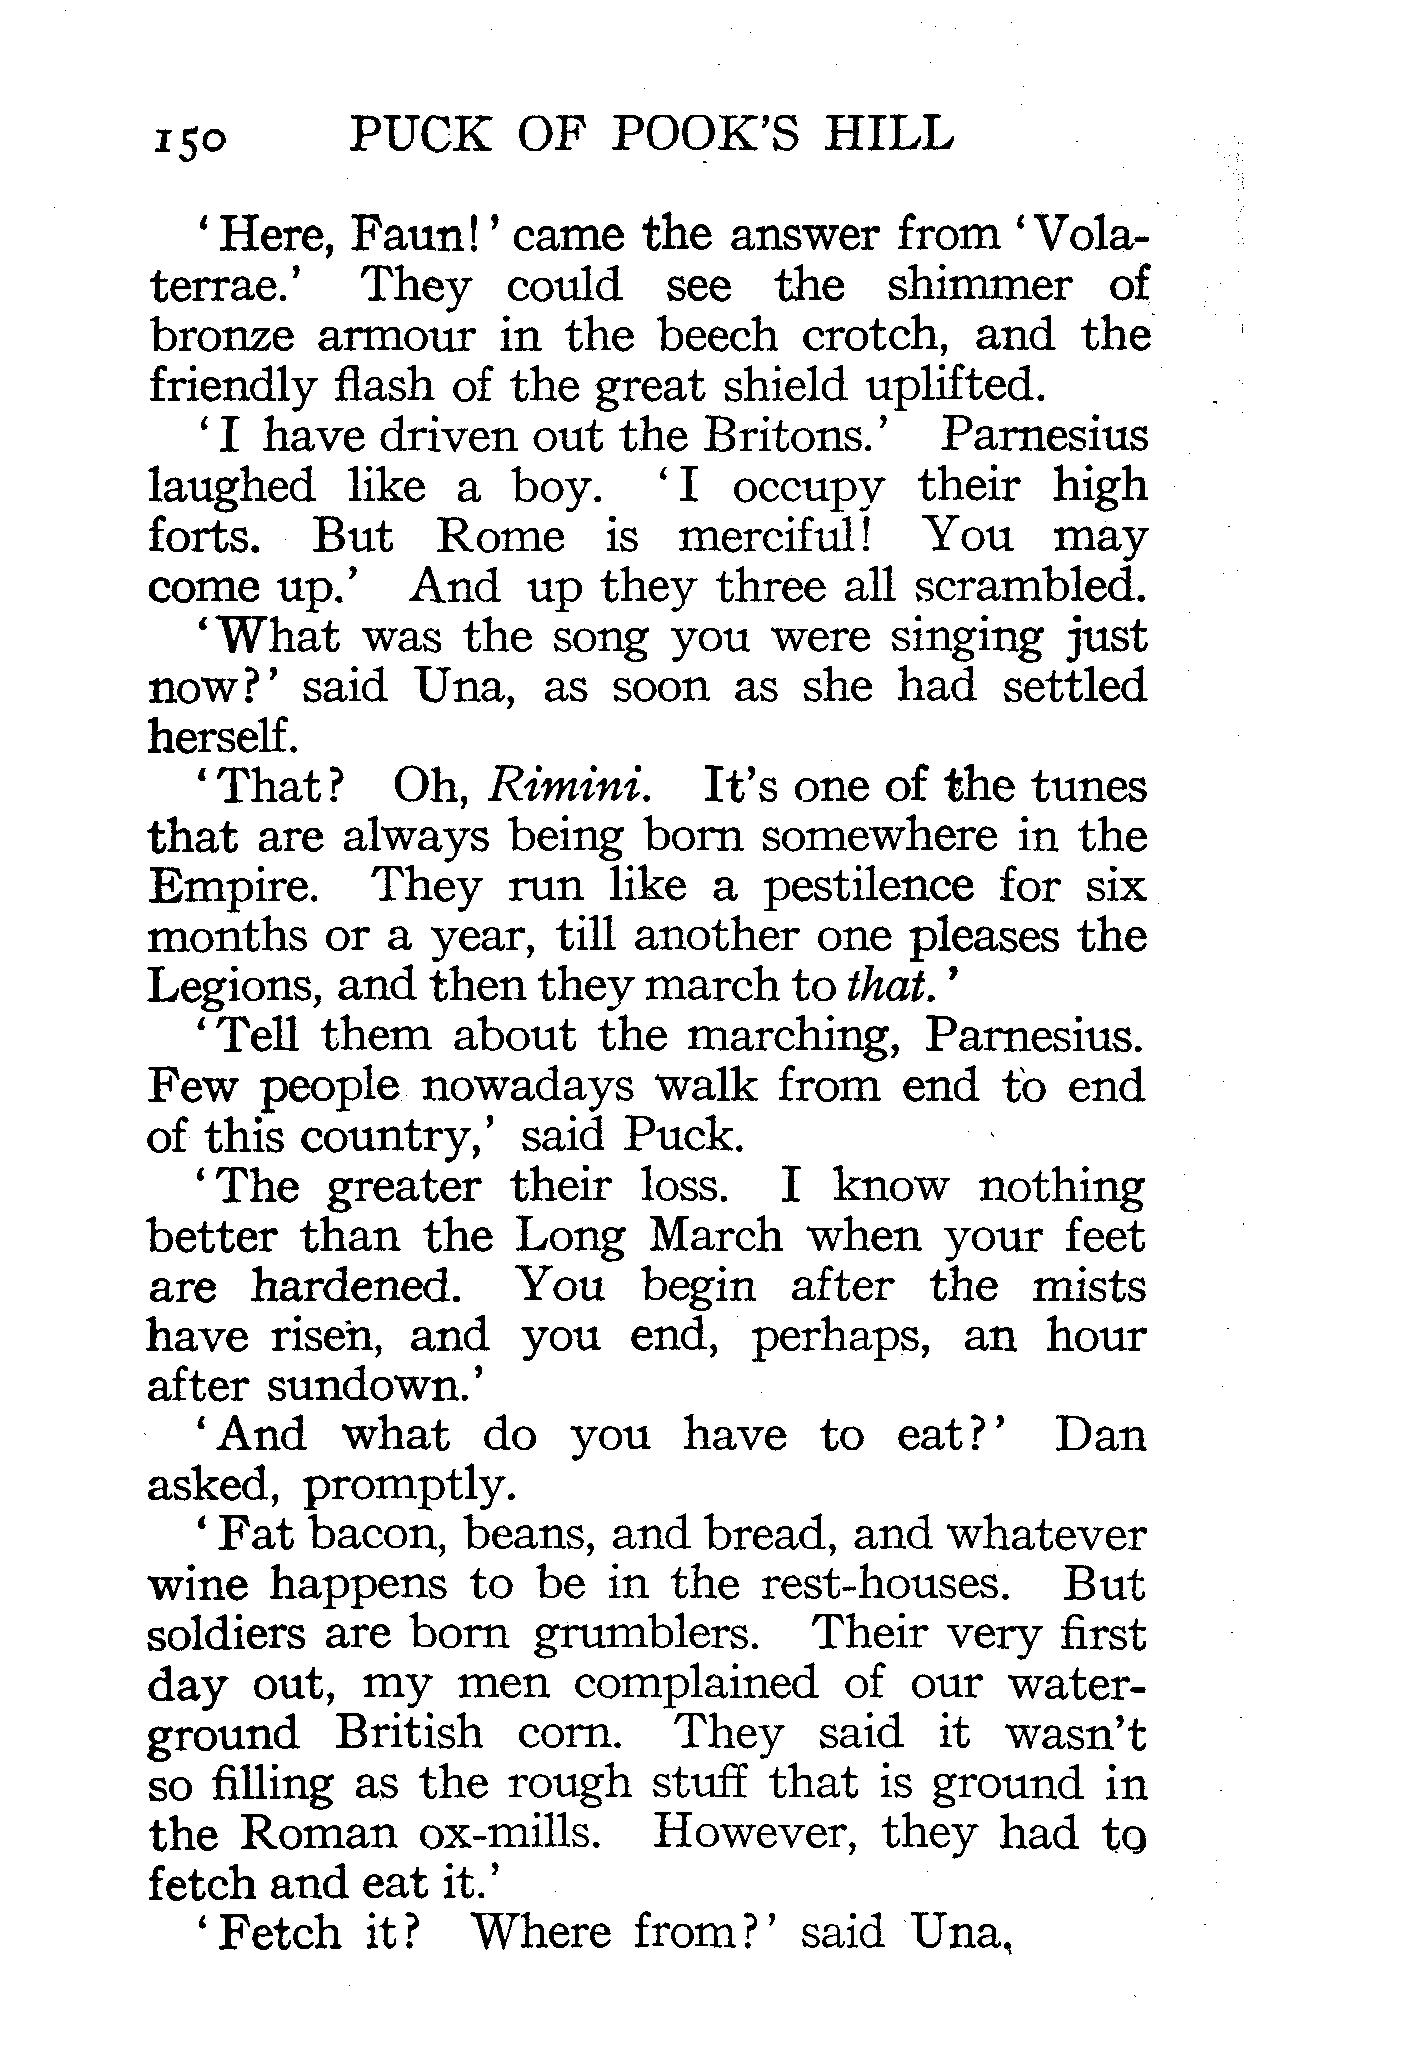 150 PUCK OF POOK'S HILL
‘Here, Faun!’ came the answer from ‘Vola-
terrae.’ They could see the shimmer of
bronze armour in the beech crotch, and the
friendly flash of the great shield uplifted.
‘I have driven out the Britons.’ Parnesius
laughed like a boy. ‘I occupy their high
forts. But Rome is merciful! You may
come up.’ And up they three all scrambled.
‘What was the song you were singing just
now?’ said Una, as soon as she had settled
herself.
‘That? Oh, Rimini. It's one of the tunes
that are always being born somewhere in the
Empire. They run like a pestilence for six
months or a year, till another one pleases the
Legions, and then they march to that.’
‘Tell them about the marching, Parnesius.
Few people nowadays walk from end to end
of this country,’ said Puck.
‘The greater their loss. I know nothing
better than the Long March when your feet
are hardened. You begin after the mists
have risen, and you end, perhaps, an hour
after sundown.’
‘And what do you have to eat?’ Dan
asked, promptly.
‘Fat bacon, beans, and bread, and whatever
wine happens to be in the rest-houses. But
soldiers are born grumblers. Their very first
day out, my men complained of our water-
ground British corn. They said it wasn't
so filling as the rough stuff that is ground in
the Roman ox-mills. However, they had to
fetch and eat it.’
‘Fetch it? Where from?’ said Una,